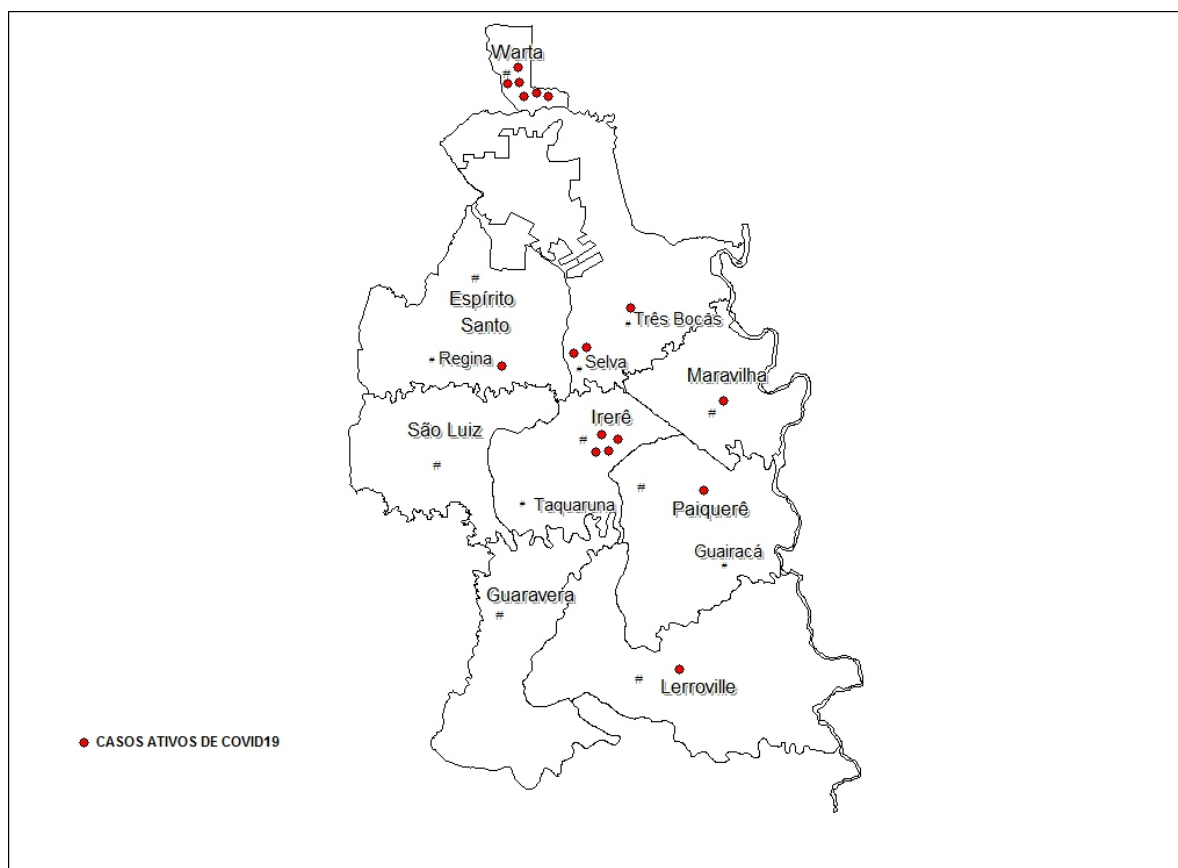 Warta
#
#
Espírito
Santo
Três Bocas
#
Regina
#
Selva
#
Maravilha
#
Irerê
#
São Luiz
#
#
Taquaruna
#
Paiquerê
Guairacá
#
Guaravera
#
#
Lerroville
CASOS ATIVOS DE COVID19